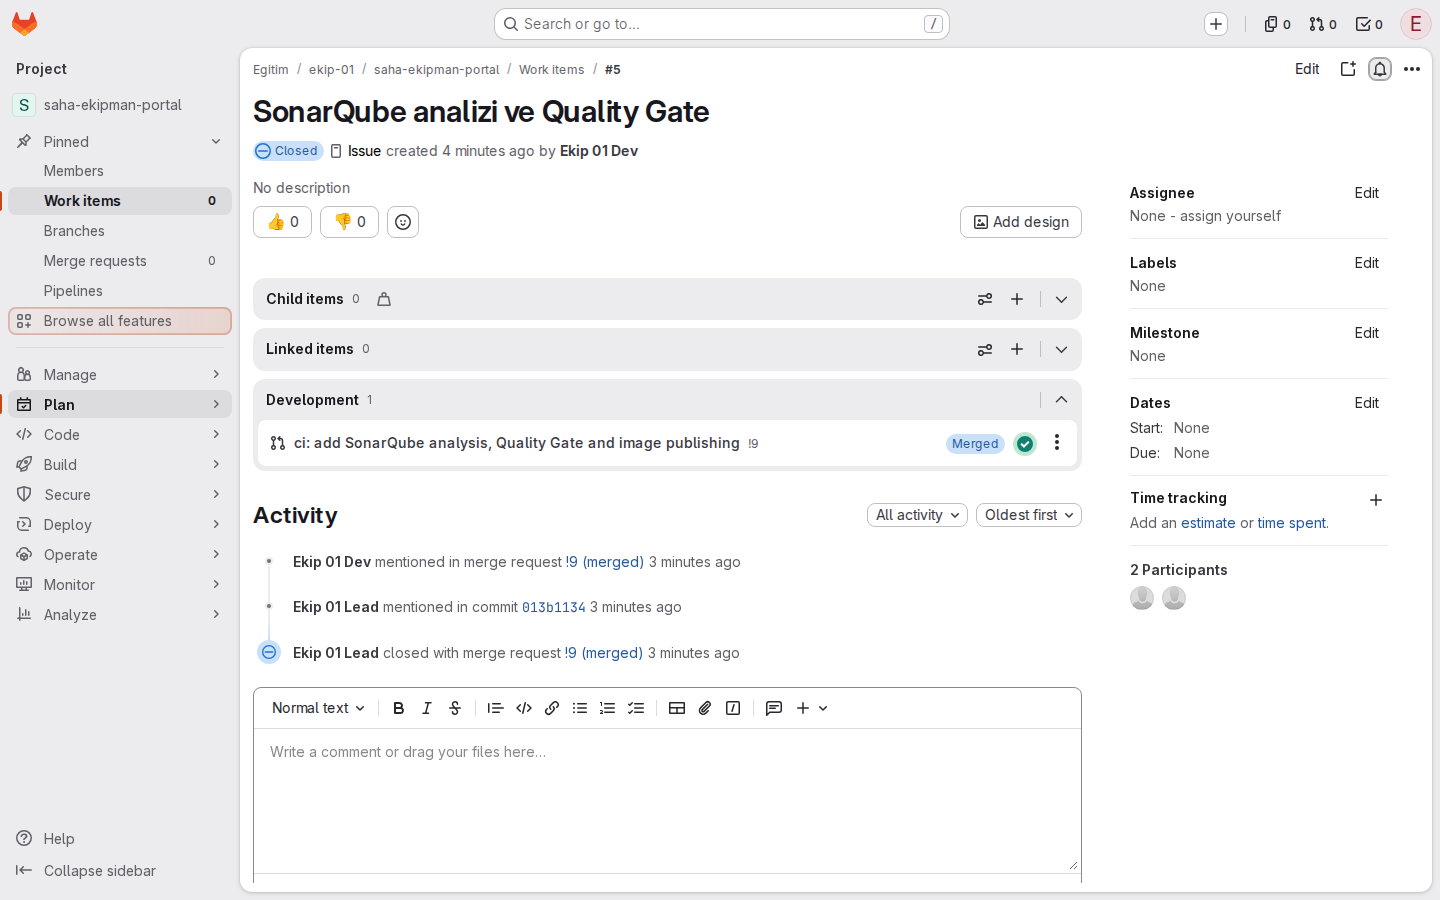 Search or go to...
/
0
0
0
E
Project
S saha-ekipman-portal
Pinned
Members
Work items 0
Branches
Merge requests 0
Pipelines
Browse all features
Manage
Plan
Code
Build
Secure
Deploy
Operate
Monitor
Analyze
Help
Collapse sidebar
Egitim / ekip-01 / saha-ekipman-portal / Work items / #5
Edit
SonarQube analizi ve Quality Gate
Closed Issue created 4 minutes ago by Ekip 01 Dev
No description
👍 0
👎 0
Add design
Child items 0
Linked items 0
Development 1
ci: add SonarQube analysis, Quality Gate and image publishing !9
Merged
Activity
All activity
Oldest first
Ekip 01 Dev mentioned in merge request !9 (merged) 3 minutes ago
Ekip 01 Lead mentioned in commit 013b1134 3 minutes ago
Ekip 01 Lead closed with merge request !9 (merged) 3 minutes ago
Normal text
Write a comment or drag your files here...
Assignee Edit
None - assign yourself
Labels Edit
None
Milestone Edit
None
Dates Edit
Start: None
Due: None
Time tracking
Add an estimate or time spent.
2 Participants